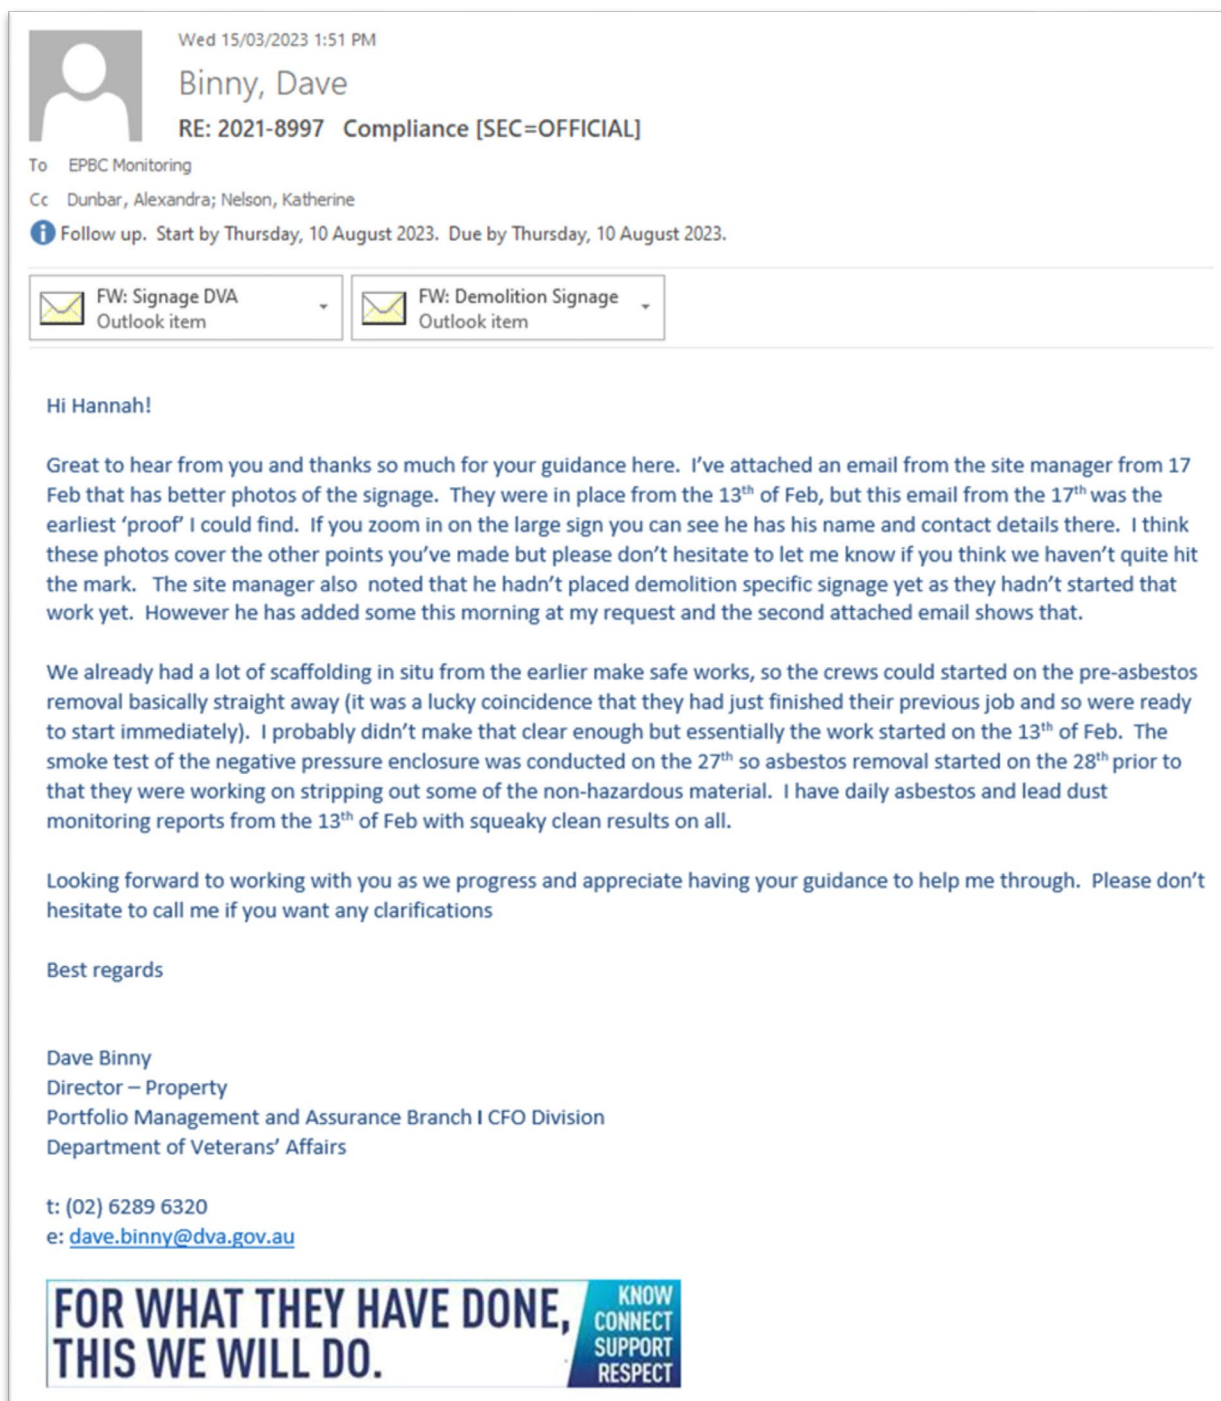 Wed 15/03/2023 1:51 PM
Binny, Dave
RE: 2021-8997   Compliance [SEC=OFFICIAL]
To   EPBC Monitoring
Cc   Dunbar, Alexandra; Nelson, Katherine
Follow up.  Start by Thursday, 10 August 2023.  Due by Thursday, 10 August 2023.
FW: Signage DVA
Outlook item
FW: Demolition Signage
Outlook item
Hi Hannah!
Great to hear from you and thanks so much for your guidance here.  I've attached an email from the site manager from 17
Feb that has better photos of the signage.  They were in place from the 13th of Feb, but this email from the 17th was the
earliest 'proof' I could find.  If you zoom in on the large sign you can see he has his name and contact details there.  I think
these photos cover the other points you've made but please don't hesitate to let me know if you think we haven't quite hit
the mark.   The site manager also  noted that he hadn't placed demolition specific signage yet as they hadn't started that
work yet.  However he has added some this morning at my request and the second attached email shows that.
We already had a lot of scaffolding in situ from the earlier make safe works, so the crews could started on the pre-asbestos
removal basically straight away (it was a lucky coincidence that they had just finished their previous job and so were ready
to start immediately).  I probably didn't make that clear enough but essentially the work started on the 13th of Feb.  The
smoke test of the negative pressure enclosure was conducted on the 27th so asbestos removal started on the 28th prior to
that they were working on stripping out some of the non-hazardous material.  I have daily asbestos and lead dust
monitoring reports from the 13th of Feb with squeaky clean results on all.
Looking forward to working with you as we progress and appreciate having your guidance to help me through.  Please don't
hesitate to call me if you want any clarifications
Best regards
Dave Binny
Director – Property
Portfolio Management and Assurance Branch I CFO Division
Department of Veterans' Affairs
t: (02) 6289 6320
e: dave.binny@dva.gov.au
FOR WHAT THEY HAVE DONE,
THIS WE WILL DO.
KNOW
CONNECT
SUPPORT
RESPECT